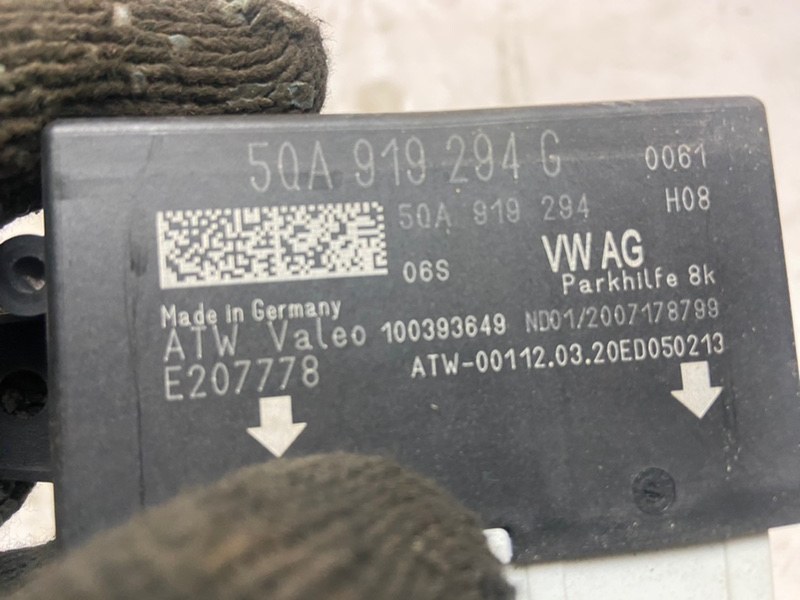 5QA 919 294 G 0061
5QA 919 294 H08
06S VW AG
Parkhilfe 8k
Made in Germany
ATW Valeo 100393649 ND01/2007178799
E207778 ATW-00112.03.20ED050213